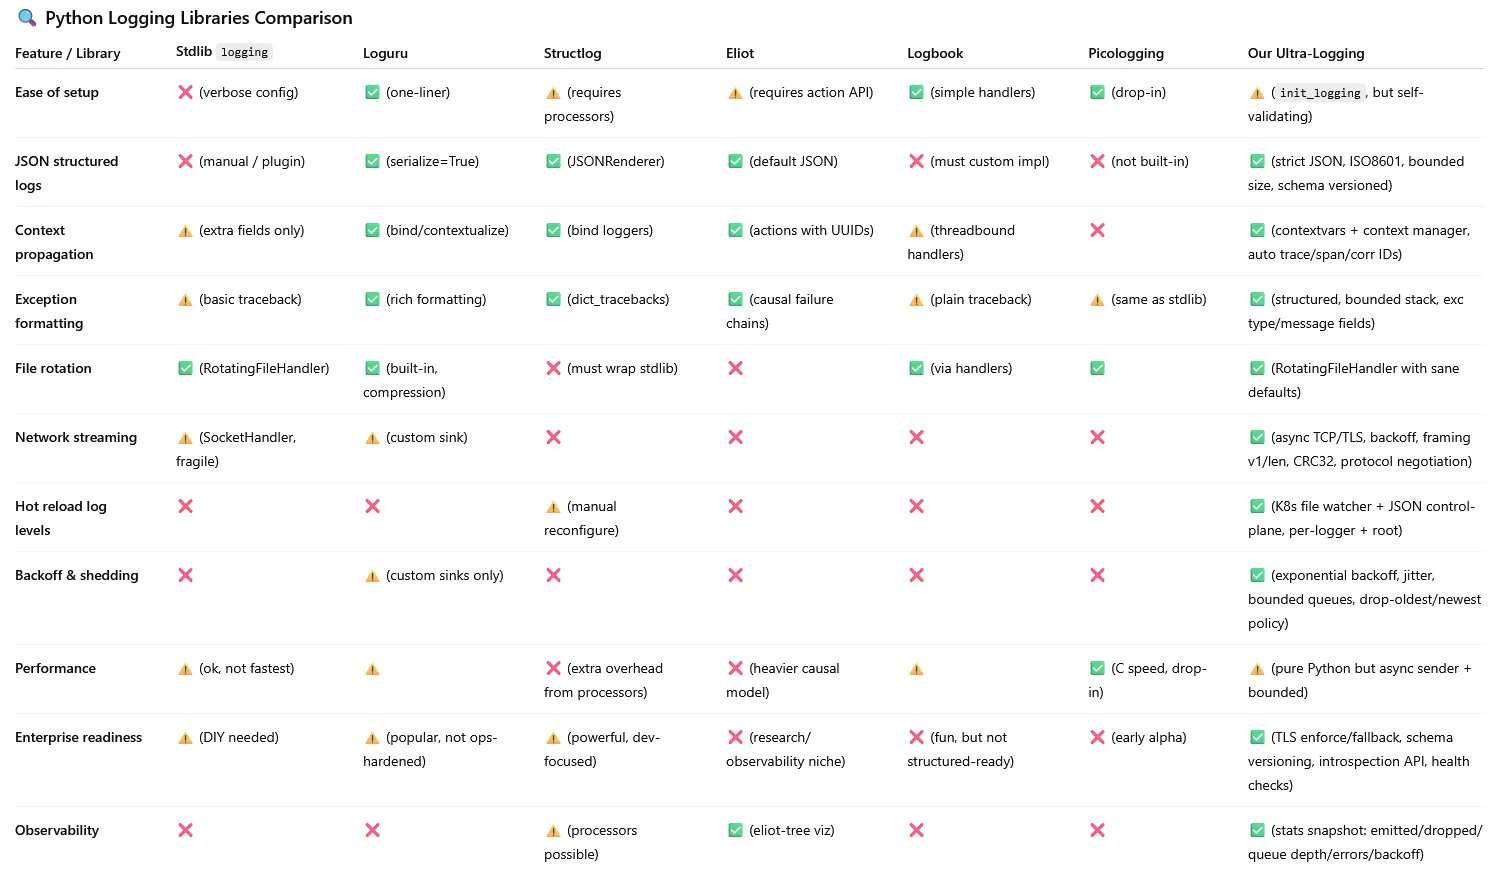 🔍 Python Logging Libraries Comparison
Feature / Library Stdlib logging Loguru Structlog Eliot Logbook Picologging Our Ultra-Logging
Ease of setup ❌ (verbose config) ✅ (one-liner) ⚠️ (requires ⚠️ (requires action API) ✅ (simple handlers) ✅ (drop-in) ⚠️ ( init_logging , but self-
processors) validating)
JSON structured ❌ (manual / plugin) ✅ (serialize=True) ✅ (JSONRenderer) ✅ (default JSON) ❌ (must custom impl) ❌ (not built-in) ✅ (strict JSON, ISO8601, bounded
logs size, schema versioned)
Context ⚠️ (extra fields only) ✅ (bind/contextualize) ✅ (bind loggers) ✅ (actions with UUIDs) ⚠️ (threadbound ❌ ✅ (contextvars + context manager,
propagation handlers) auto trace/span/corr IDs)
Exception ⚠️ (basic traceback) ✅ (rich formatting) ✅ (dict_tracebacks) ✅ (causal failure ⚠️ (plain traceback) ⚠️ (same as stdlib) ✅ (structured, bounded stack, exc
formatting chains) type/message fields)
File rotation ✅ (RotatingFileHandler) ✅ (built-in, ❌ (must wrap stdlib) ❌ ✅ (via handlers) ✅ ✅ (RotatingFileHandler with sane
compression) defaults)
Network streaming ⚠️ (SocketHandler, ⚠️ (custom sink) ❌ ❌ ❌ ❌ ✅ (async TCP/TLS, backoff, framing
fragile) v1/len, CRC32, protocol negotiation)
Hot reload log ❌ ❌ ⚠️ (manual ❌ ❌ ❌ ✅ (K8s file watcher + JSON control-
levels reconfigure) plane, per-logger + root)
Backoff & shedding ❌ ⚠️ (custom sinks only) ❌ ❌ ❌ ❌ ✅ (exponential backoff, jitter,
bounded queues, drop-oldest/newest
policy)
Performance ⚠️ (ok, not fastest) ⚠️ ❌ (extra overhead ❌ (heavier causal ⚠️ ✅ (C speed, drop- ⚠️ (pure Python but async sender +
from processors) model) in) bounded)
Enterprise readiness ⚠️ (DIY needed) ⚠️ (popular, not ops- ⚠️ (powerful, dev- ❌ (research/ ❌ (fun, but not ❌ (early alpha) ✅ (TLS enforce/fallback, schema
hardened) focused) observability niche) structured-ready) versioning, introspection API, health
checks)
Observability ❌ ❌ ⚠️ (processors ✅ (eliot-tree viz) ❌ ❌ ✅ (stats snapshot: emitted/dropped/
possible) queue depth/errors/backoff)